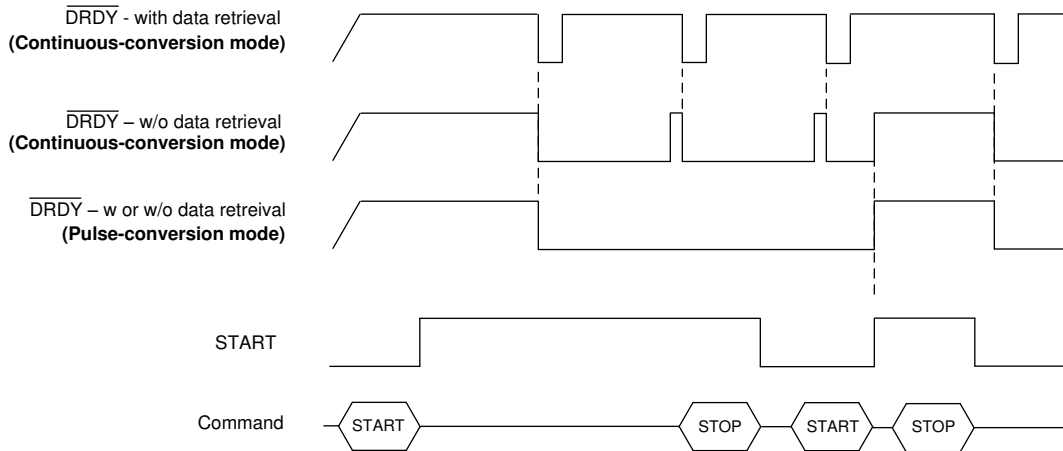 DRDY - with data retrieval
(Continuous-conversion mode)
DRDY – w/o data retrieval
(Continuous-conversion mode)
DRDY – w or w/o data retreival
(Pulse-conversion mode)
START
Command
START
STOP
START
STOP